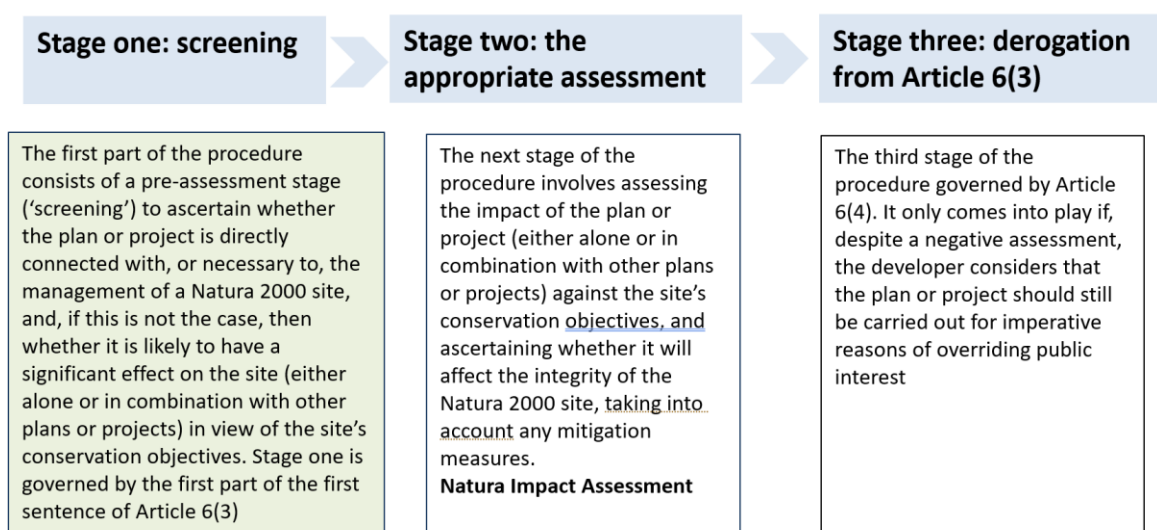 Stage one: screening
Stage two: the
appropriate assessment
Stage three: derogation
from Article 6(3)
The first part of the procedure
consists of a pre-assessment stage
(‘screening’) to ascertain whether
the plan or project is directly
connected with, or necessary to, the
management of a Natura 2000 site,
and, if this is not the case, then
whether it is likely to have a
significant effect on the site (either
alone or in combination with other
plans or projects) in view of the site’s
conservation objectives. Stage one is
governed by the first part of the first
sentence of Article 6(3)
The next stage of the
procedure involves assessing
the impact of the plan or
project (either alone or in
combination with other plans
or projects) against the site’s
conservation objectives, and
ascertaining whether it will
affect the integrity of the
Natura 2000 site, taking into
account any mitigation
measures.
Natura Impact Assessment
The third stage of the
procedure governed by Article
6(4). It only comes into play if,
despite a negative assessment,
the developer considers that
the plan or project should still
be carried out for imperative
reasons of overriding public
interest